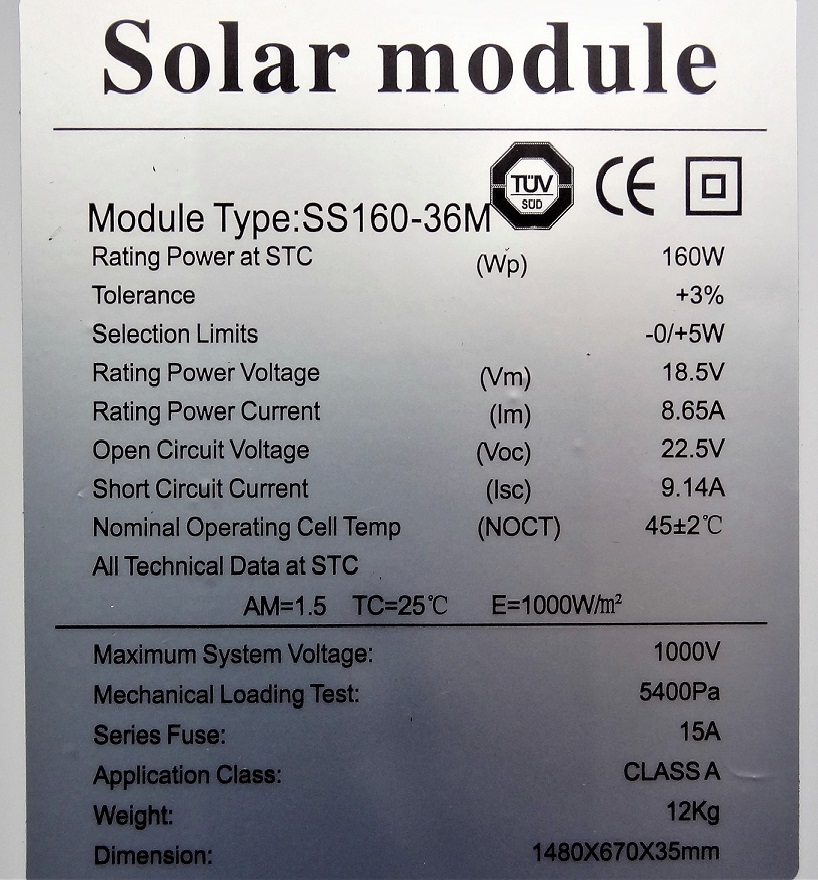 Solar module
TÜV
SÜD
CE
Module Type:SS160-36M
Rating Power at STC (Wp) 160W
Tolerance +3%
Selection Limits -0/+5W
Rating Power Voltage (Vm) 18.5V
Rating Power Current (Im) 8.65A
Open Circuit Voltage (Voc) 22.5V
Short Circuit Current (Isc) 9.14A
Nominal Operating Cell Temp (NOCT) 45±2℃
All Technical Data at STC
AM=1.5 TC=25℃ E=1000W/m²
Maximum System Voltage: 1000V
Mechanical Loading Test: 5400Pa
Series Fuse: 15A
Application Class: CLASS A
Weight: 12Kg
Dimension: 1480X670X35mm